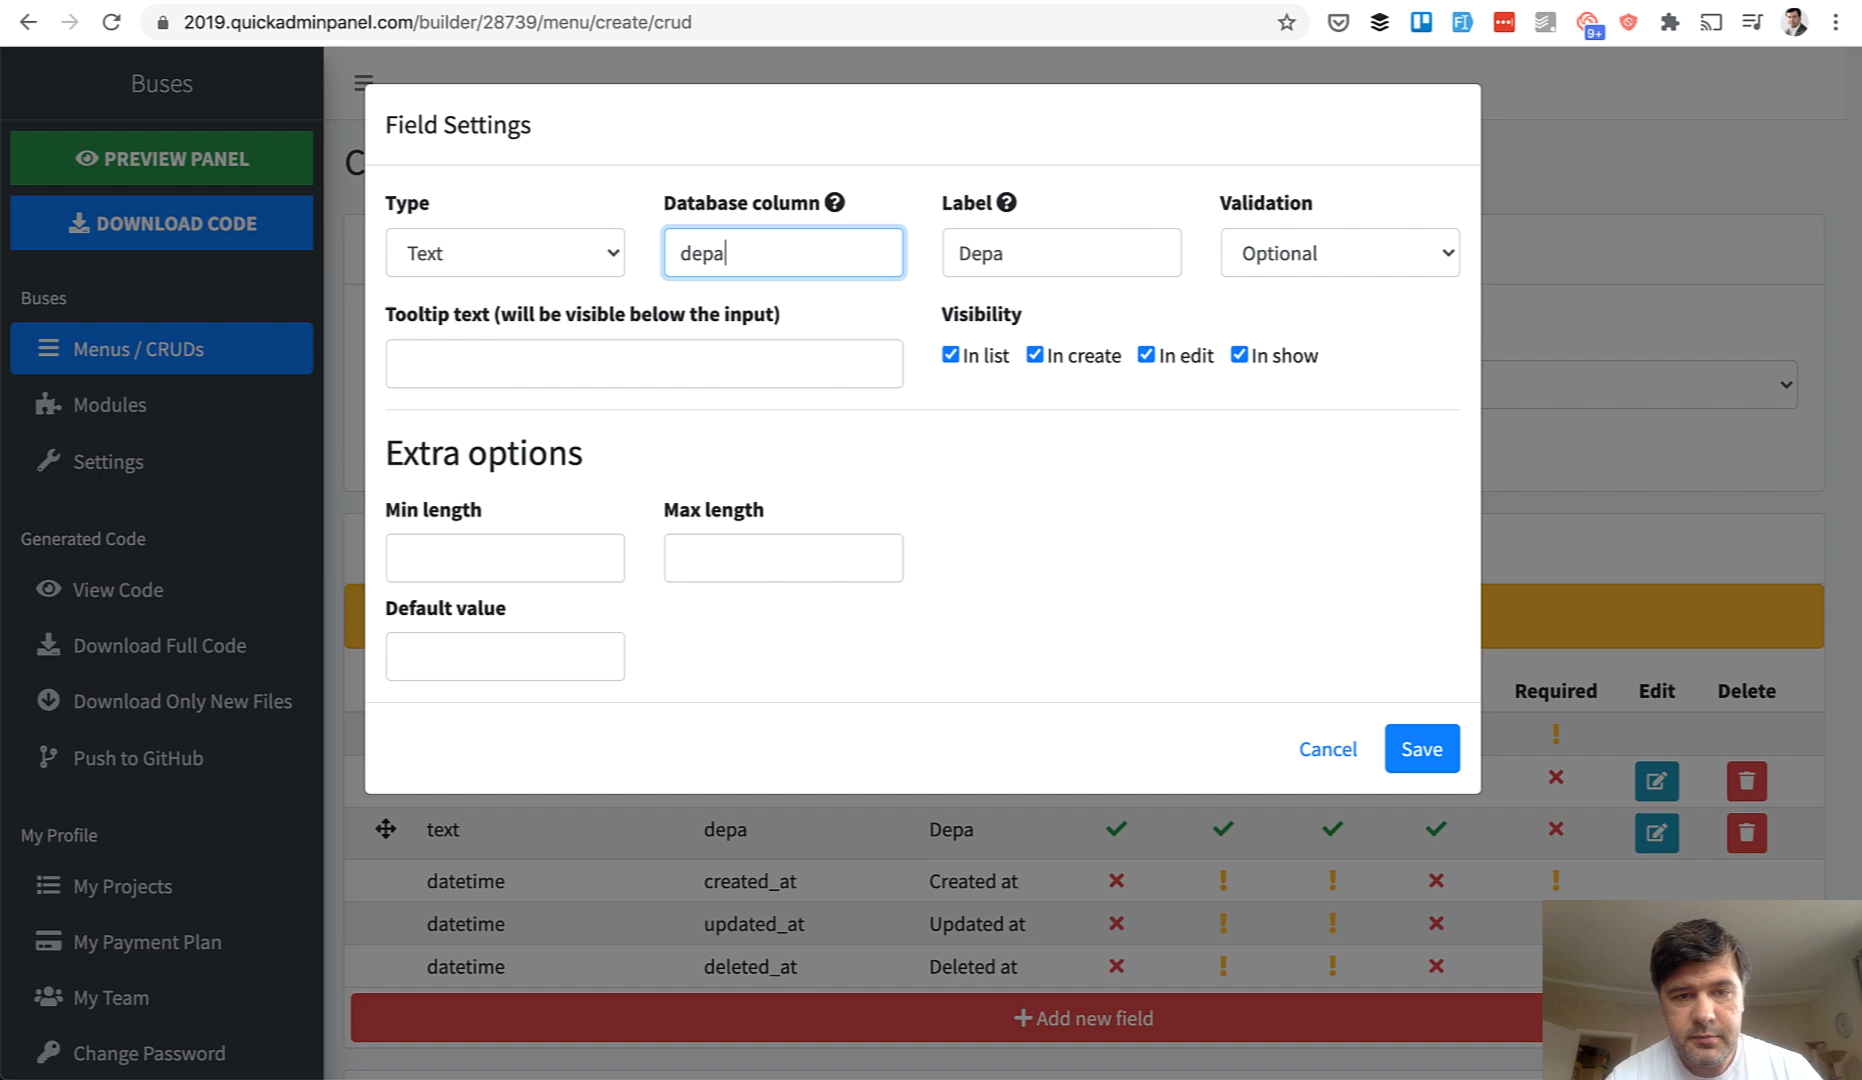 2019.quickadminpanel.com/builder/28739/menu/create/crud
9+
Buses
PREVIEW PANEL
DOWNLOAD CODE
Buses
Menus / CRUDs
Modules
Settings
Generated Code
View Code
Download Full Code
Download Only New Files
Push to GitHub
My Profile
My Projects
My Payment Plan
My Team
Change Password
C
Field Settings
Type
Database column
Label
Validation
Text
depa
Depa
Optional
Tooltip text (will be visible below the input)
Visibility
In list
In create
In edit
In show
Extra options
Min length
Max length
Default value
Cancel
Save
Required
Edit
Delete
text depa Depa
datetime created_at Created at
datetime updated_at Updated at
datetime deleted_at Deleted at
Add new field